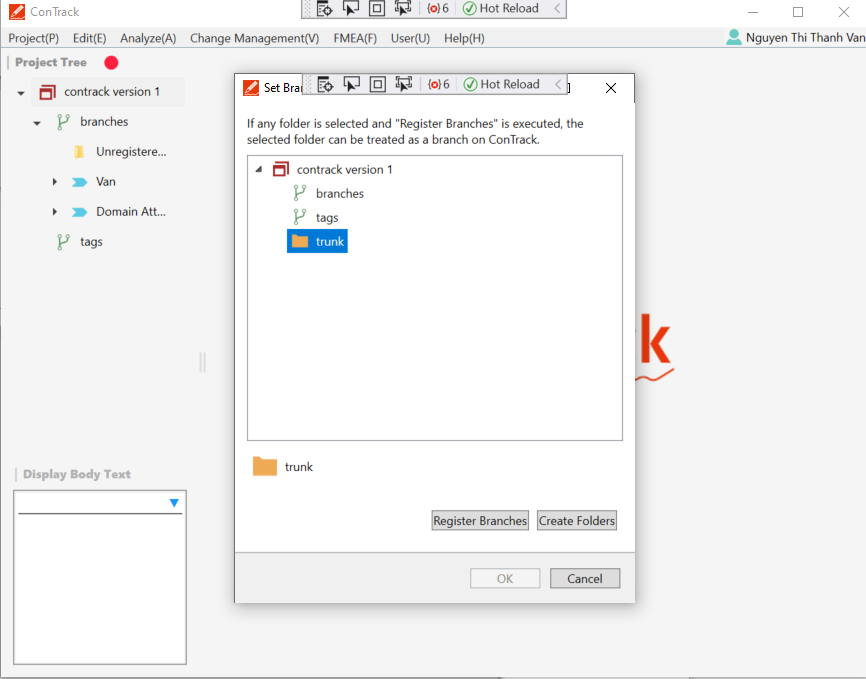 ConTrack
6 Hot Reload
Project(P) Edit(E) Analyze(A) Change Management(V) FMEA(F) User(U) Help(H)
Nguyen Thi Thanh Van
Project Tree
contrack version 1
branches
Unregistere...
Van
Domain Att...
tags
Set Bra
6 Hot Reload
If any folder is selected and "Register Branches" is executed, the
selected folder can be treated as a branch on ConTrack.
contrack version 1
branches
tags
trunk
trunk
Register Branches Create Folders
OK Cancel
k
Display Body Text